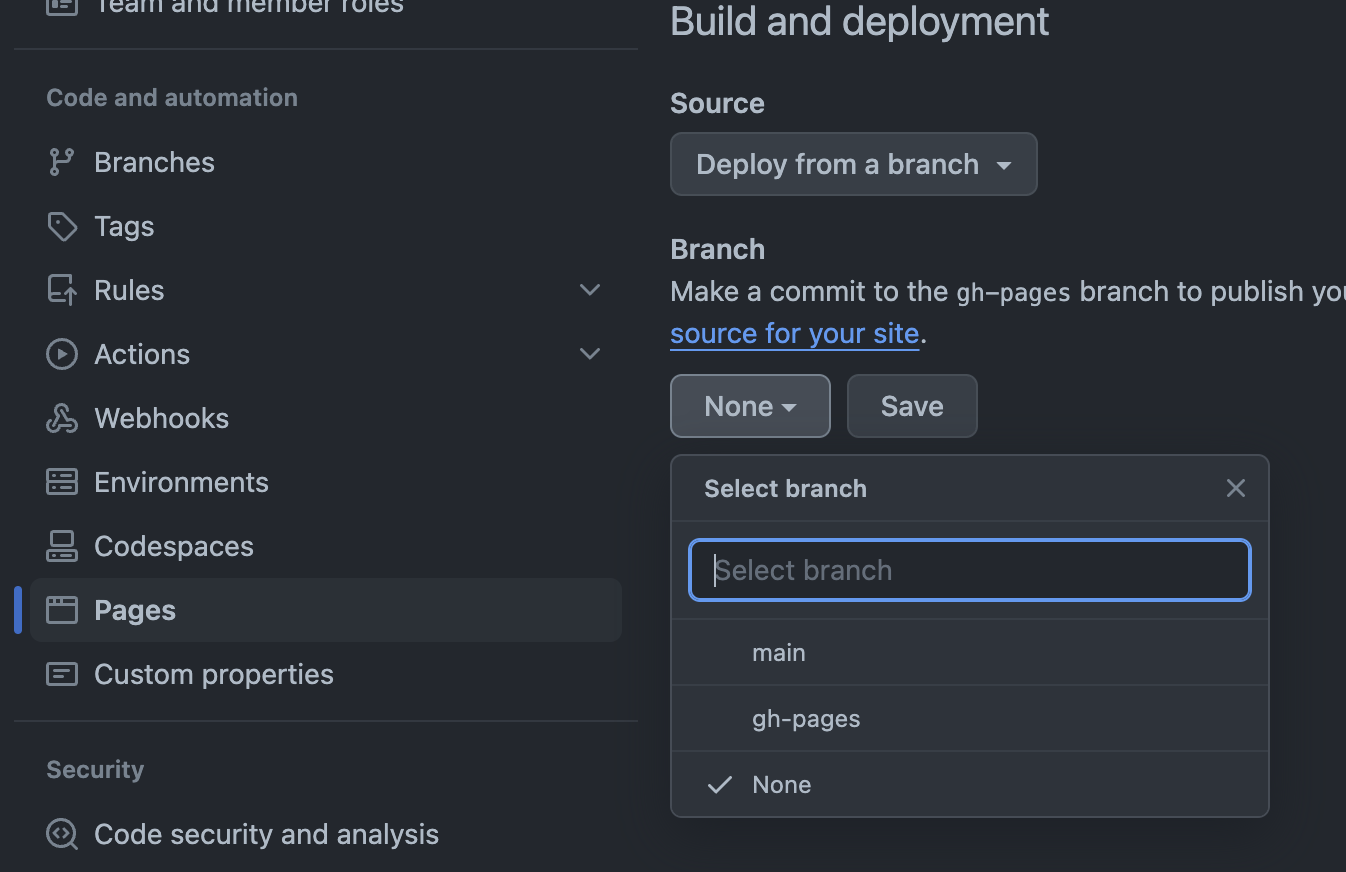 Team and member roles
Code and automation
Branches
Tags
Rules
Actions
Webhooks
Environments
Codespaces
Pages
Custom properties
Security
Code security and analysis
Build and deployment
Source
Deploy from a branch
Branch
Make a commit to the gh-pages branch to publish
source for your site.
None
Save
Select branch
Select branch
main
gh-pages
None